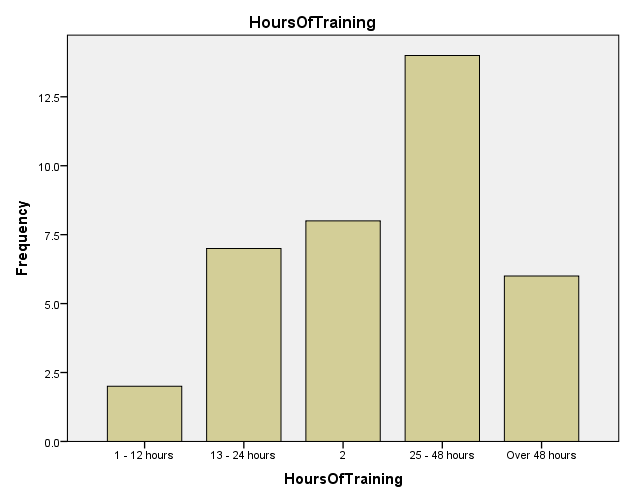 HoursOfTraining
Frequency
12.5
10.0
7.5
5.0
2.5
0.0
1 - 12 hours
13 - 24 hours
2
25 - 48 hours
Over 48 hours
HoursOfTraining